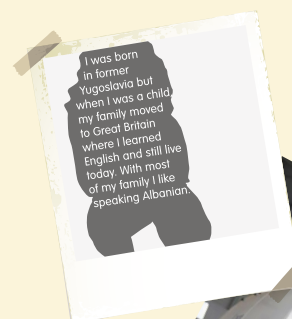 I was born
in former
Yugoslavia but
when I was a child
my family moved
to Great Britain
where I learned
English and still live
today. With most
of my family I like
speaking Albanian.